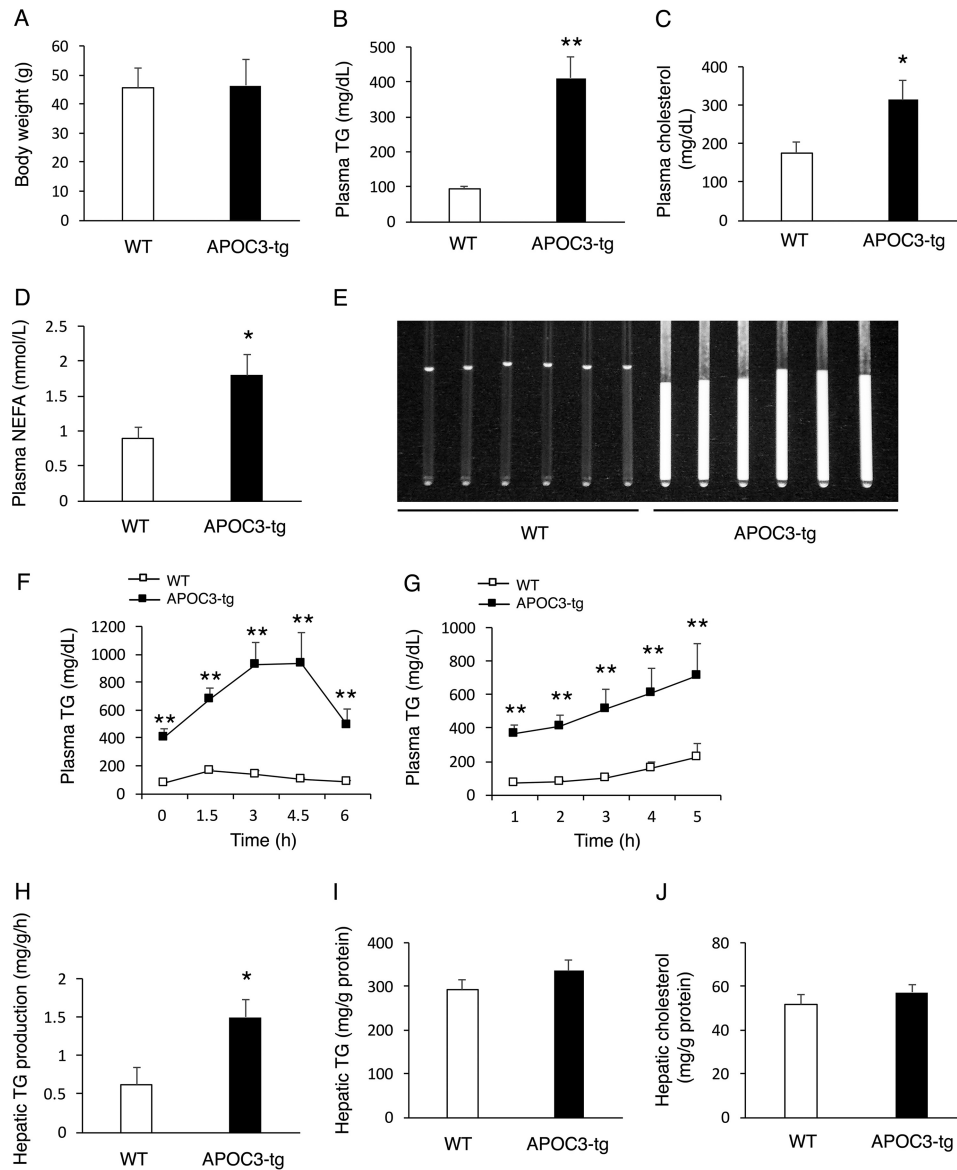 A
Body weight (g)
60
50
40
30
20
10
0
WT
APOC3-tg
B
Plasma TG (mg/dL)
500
400
300
200
100
0
**
WT
APOC3-tg
C
Plasma cholesterol
(mg/dL)
400
300
200
100
0
*
WT
APOC3-tg
D
Plasma NEFA (mmol/L)
2.5
2
1.5
1
0.5
0
*
WT
APOC3-tg
E
WT
APOC3-tg
F
WT
APOC3-tg
Plasma TG (mg/dL)
1200
1000
800
600
400
200
0
**
**
**
**
**
0
1.5
3
4.5
6
Time (h)
G
WT
APOC3-tg
Plasma TG (mg/dL)
1000
800
600
400
200
0
**
**
**
**
**
1
2
3
4
5
Time (h)
H
Hepatic TG production (mg/g/h)
2
1.5
1
0.5
0
*
WT
APOC3-tg
I
Hepatic TG (mg/g protein)
400
300
200
100
0
WT
APOC3-tg
J
Hepatic cholesterol
(mg/g protein)
80
60
40
20
0
WT
APOC3-tg